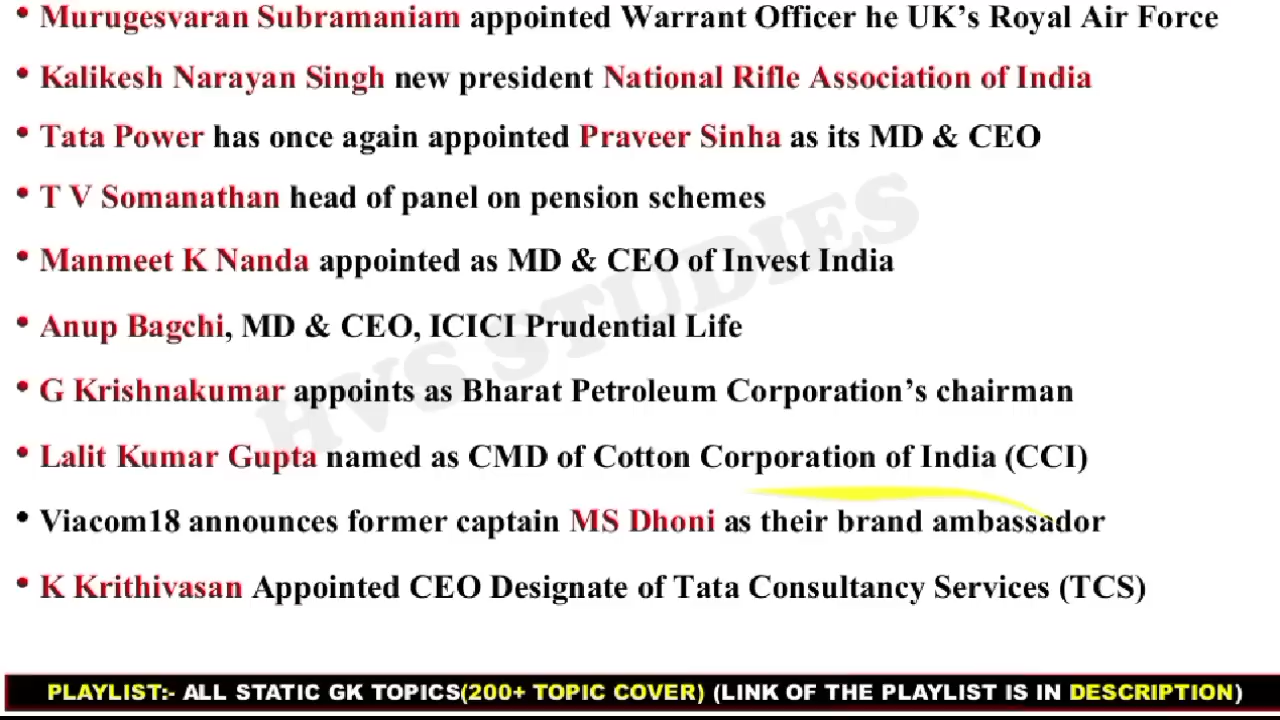 • Murugesvaran Subramaniam appointed Warrant Officer he UK's Royal Air Force
• Kalikesh Narayan Singh new president National Rifle Association of India
• Tata Power has once again appointed Praveer Sinha as its MD & CEO
• T V Somanathan head of panel on pension schemes
• Manmeet K Nanda appointed as MD & CEO of Invest India
• Anup Bagchi, MD & CEO, ICICI Prudential Life
• G Krishnakumar appoints as Bharat Petroleum Corporation's chairman
• Lalit Kumar Gupta named as CMD of Cotton Corporation of India (CCI)
• Viacom18 announces former captain MS Dhoni as their brand ambassador
• K Krithivasan Appointed CEO Designate of Tata Consultancy Services (TCS)
HVS STUDIES
PLAYLIST:- ALL STATIC GK TOPICS(200+ TOPIC COVER) (LINK OF THE PLAYLIST IS IN DESCRIPTION)